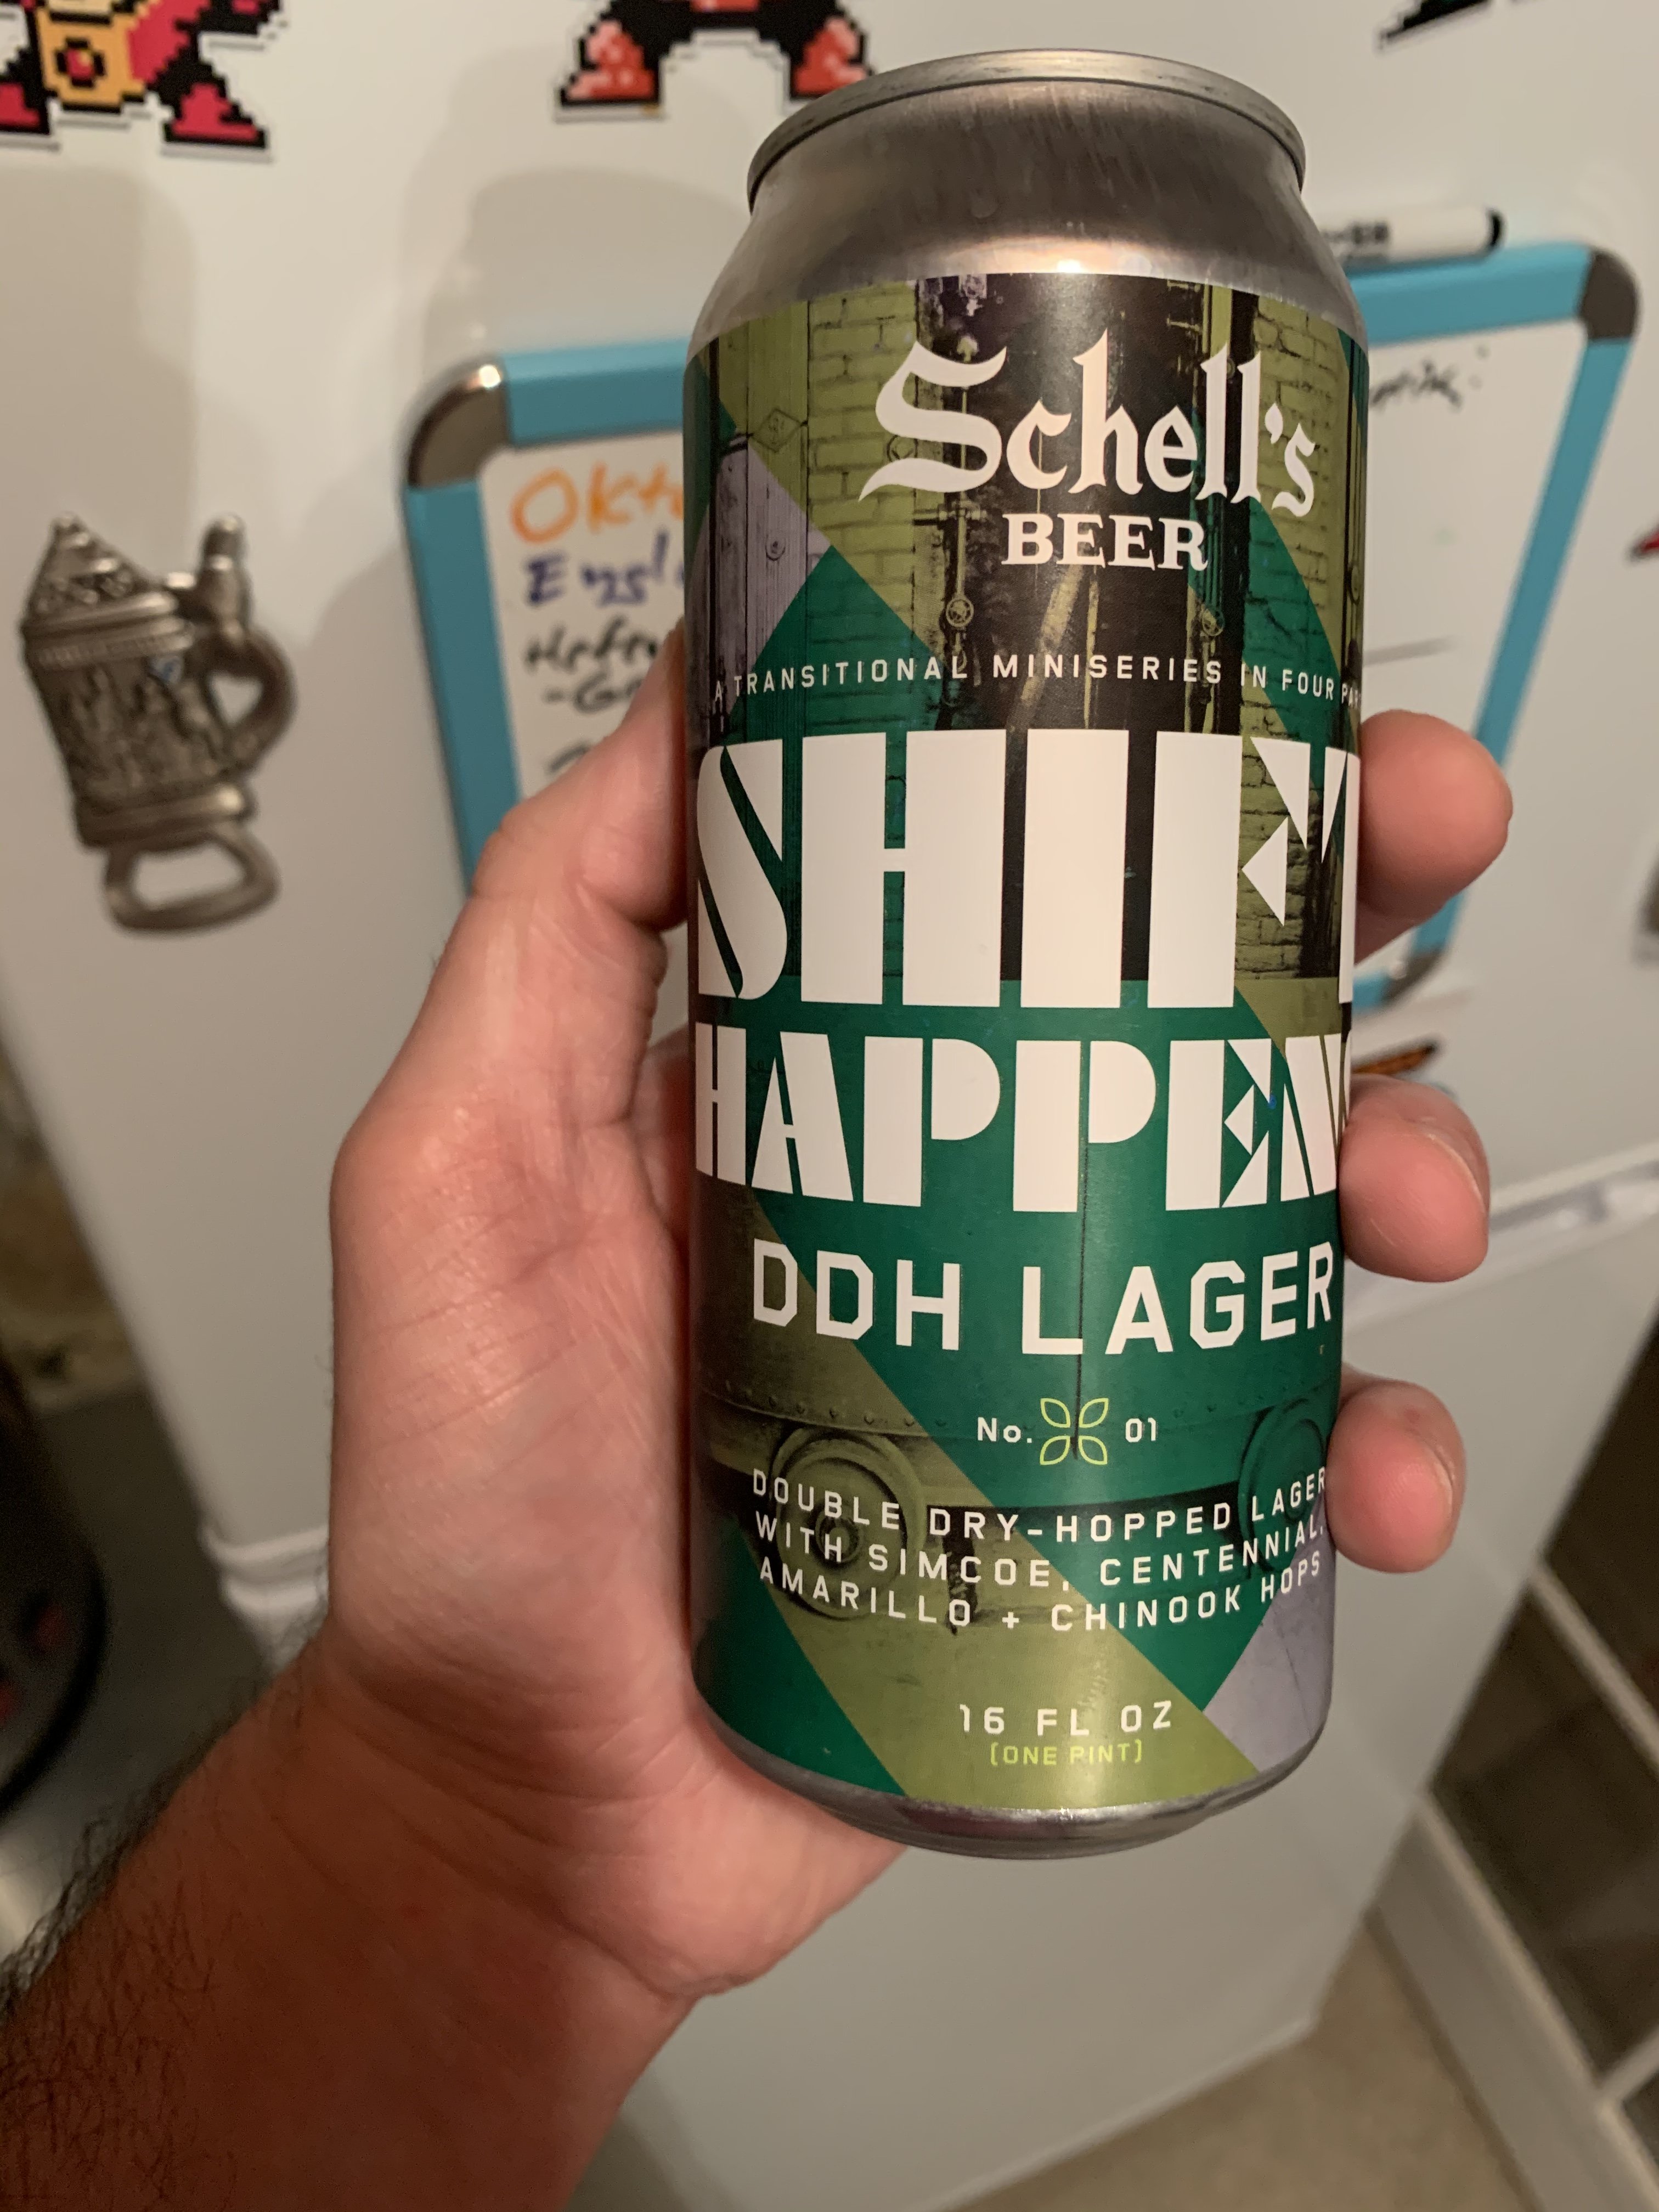 Schell's
BEER
A TRANSITIONAL MINISERIES IN FOUR
SHIFT
HAPPENS
DDH LAGER
No. 01
DOUBLE DRY-HOPPED LAGER
WITH SIMCOE, CENTENNIAL,
AMARILLO + CHINOOK HOPS
16 FL OZ
(ONE PINT)